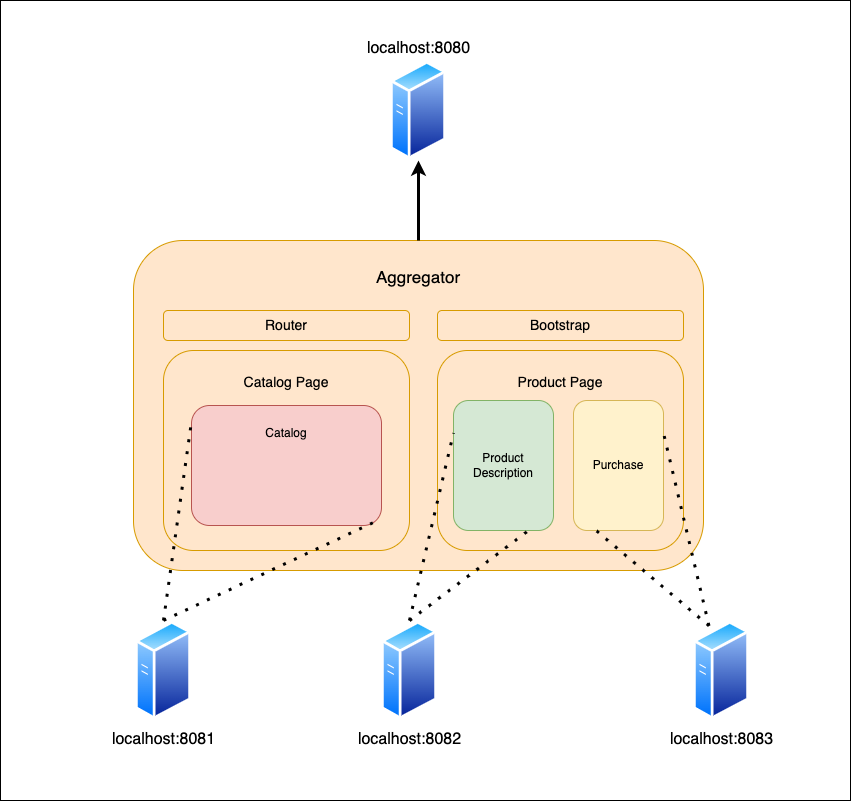 localhost:8080
Aggregator
Router
Bootstrap
Catalog Page
Product Page
Catalog
Product
Description
Purchase
localhost:8081
localhost:8082
localhost:8083